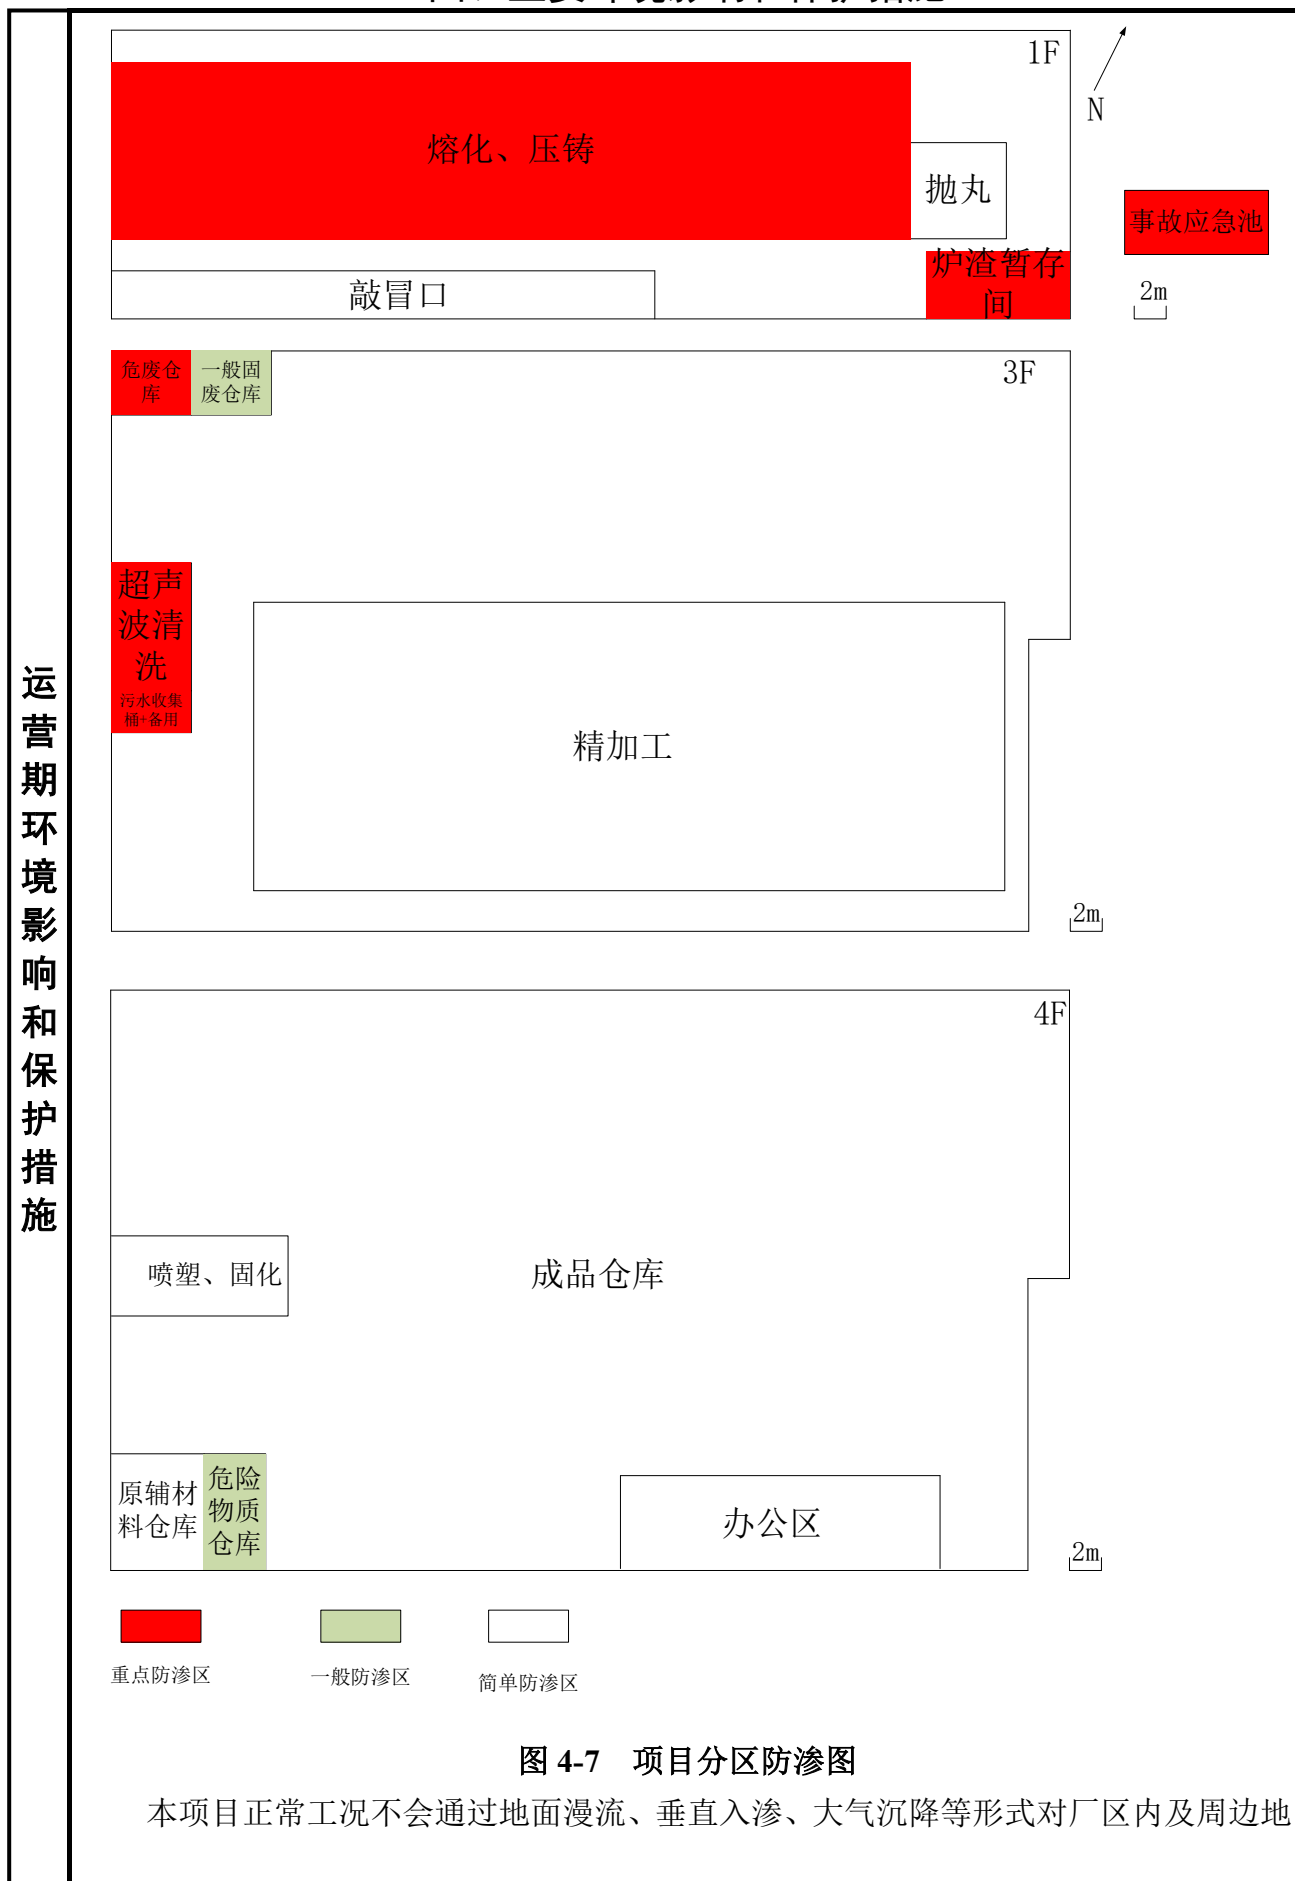 1F
N
熔化、压铸
抛丸
事故应急池
炉渣暂存
间
敲冒口
2m
危废仓
库
一般固
废仓库
3F
超声
波清
洗
污水收集
桶+备用
精加工
2m
4F
喷塑、固化
成品仓库
原辅材
料仓库
危险
物质
仓库
办公区
2m
重点防渗区
一般防渗区
简单防渗区
运
营
期
环
境
影
响
和
保
护
措
施
图 4-7 项目分区防渗图
本项目正常工况不会通过地面漫流、垂直入渗、大气沉降等形式对厂区内及周边地